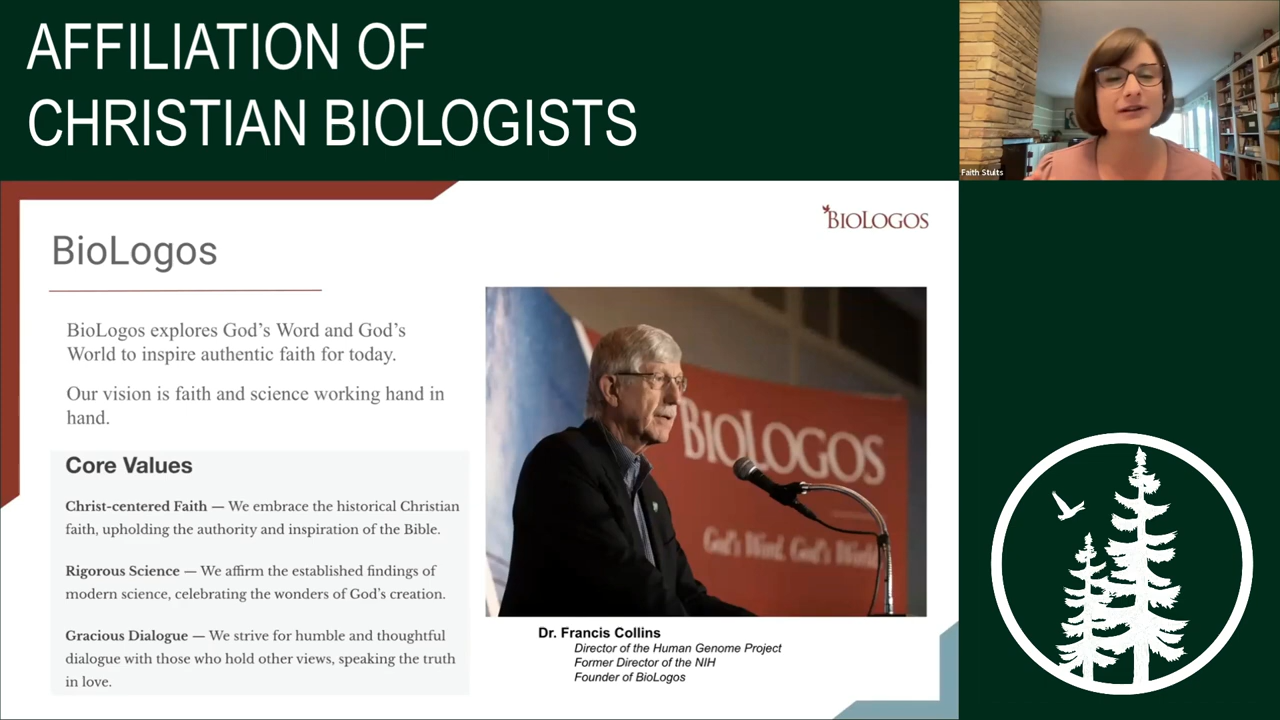 AFFILIATION OF
CHRISTIAN BIOLOGISTS
Faith Stults
BIOLOGOS
BioLogos
BioLogos explores God's Word and God's
World to inspire authentic faith for today.
Our vision is faith and science working hand in
hand.
Core Values
Christ-centered Faith — We embrace the historical Christian
faith, upholding the authority and inspiration of the Bible.
Rigorous Science — We affirm the established findings of
modern science, celebrating the wonders of God's creation.
Gracious Dialogue — We strive for humble and thoughtful
dialogue with those who hold other views, speaking the truth
in love.
BIOLOGOS
God's Word. God's World
Dr. Francis Collins
Director of the Human Genome Project
Former Director of the NIH
Founder of BioLogos